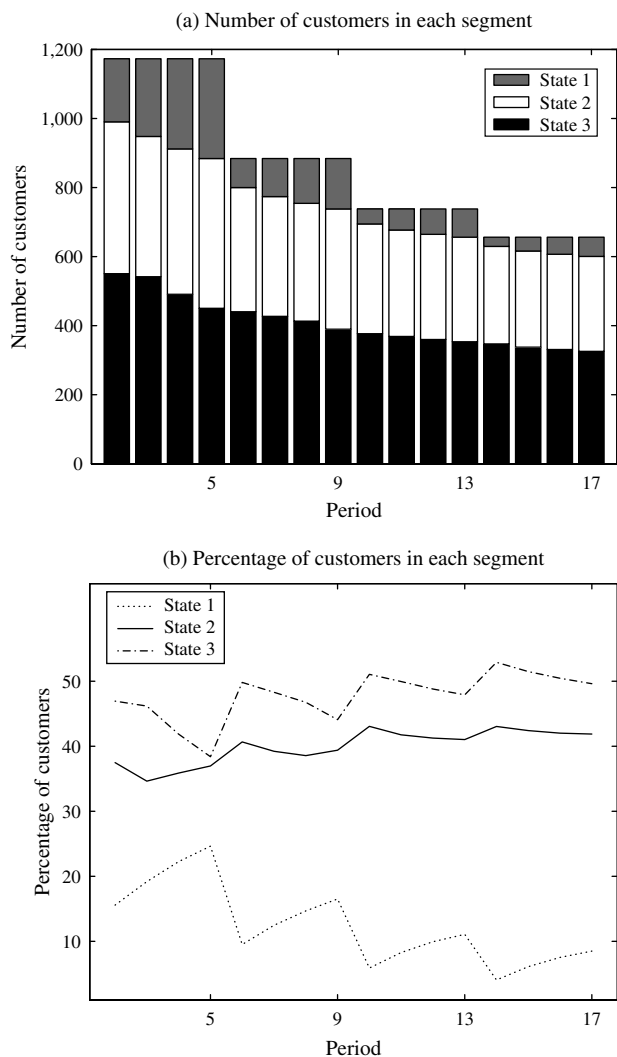 (a) Number of customers in each segment
1,200
1,000
800
600
400
200
0
Number of customers
State 1
State 2
State 3
5
9
13
17
Period
(b) Percentage of customers in each segment
State 1
State 2
State 3
50
40
30
20
10
Percentage of customers
5
9
13
17
Period